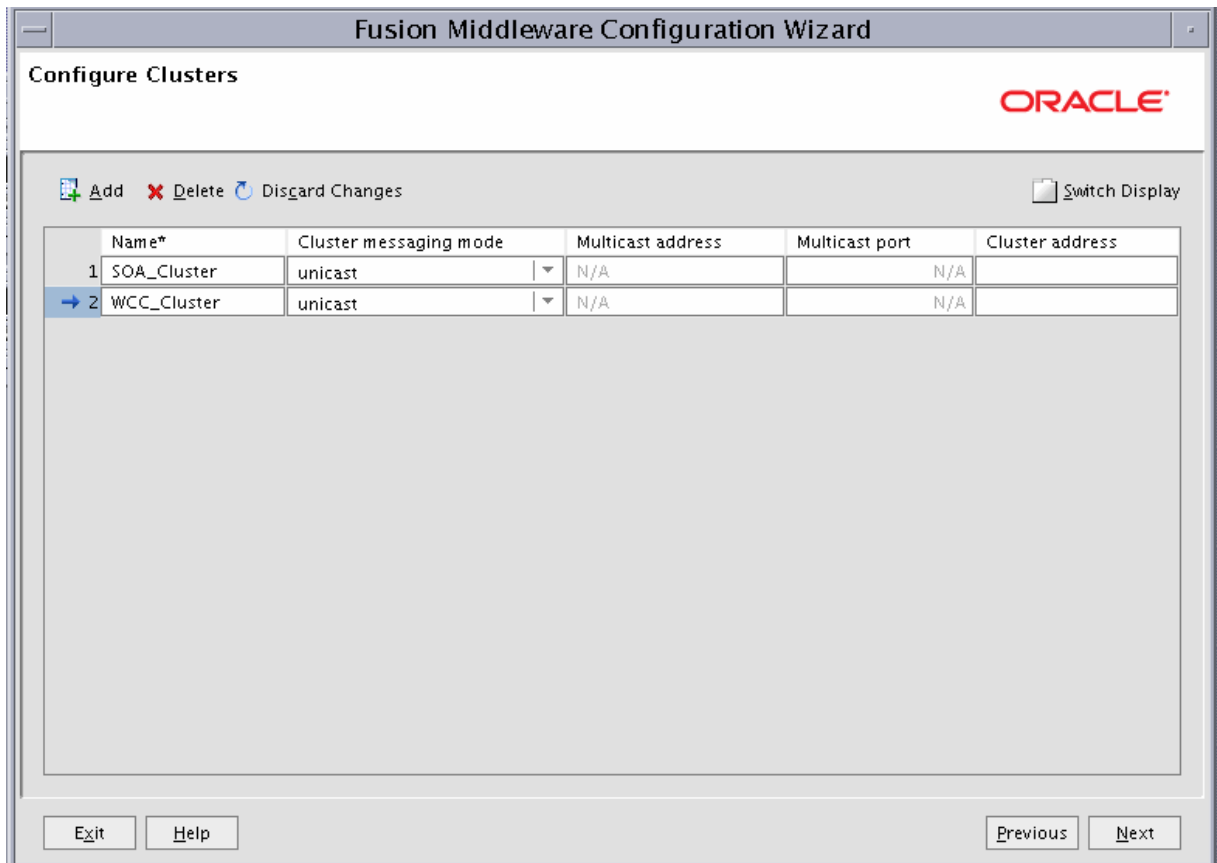 Fusion Middleware Configuration Wizard
Configure Clusters
ORACLE
Add Delete Discard Changes Switch Display
Name* Cluster messaging mode Multicast address Multicast port Cluster address
1 SOA_Cluster unicast N/A N/A
2 WCC_Cluster unicast N/A N/A
Exit Help Previous Next